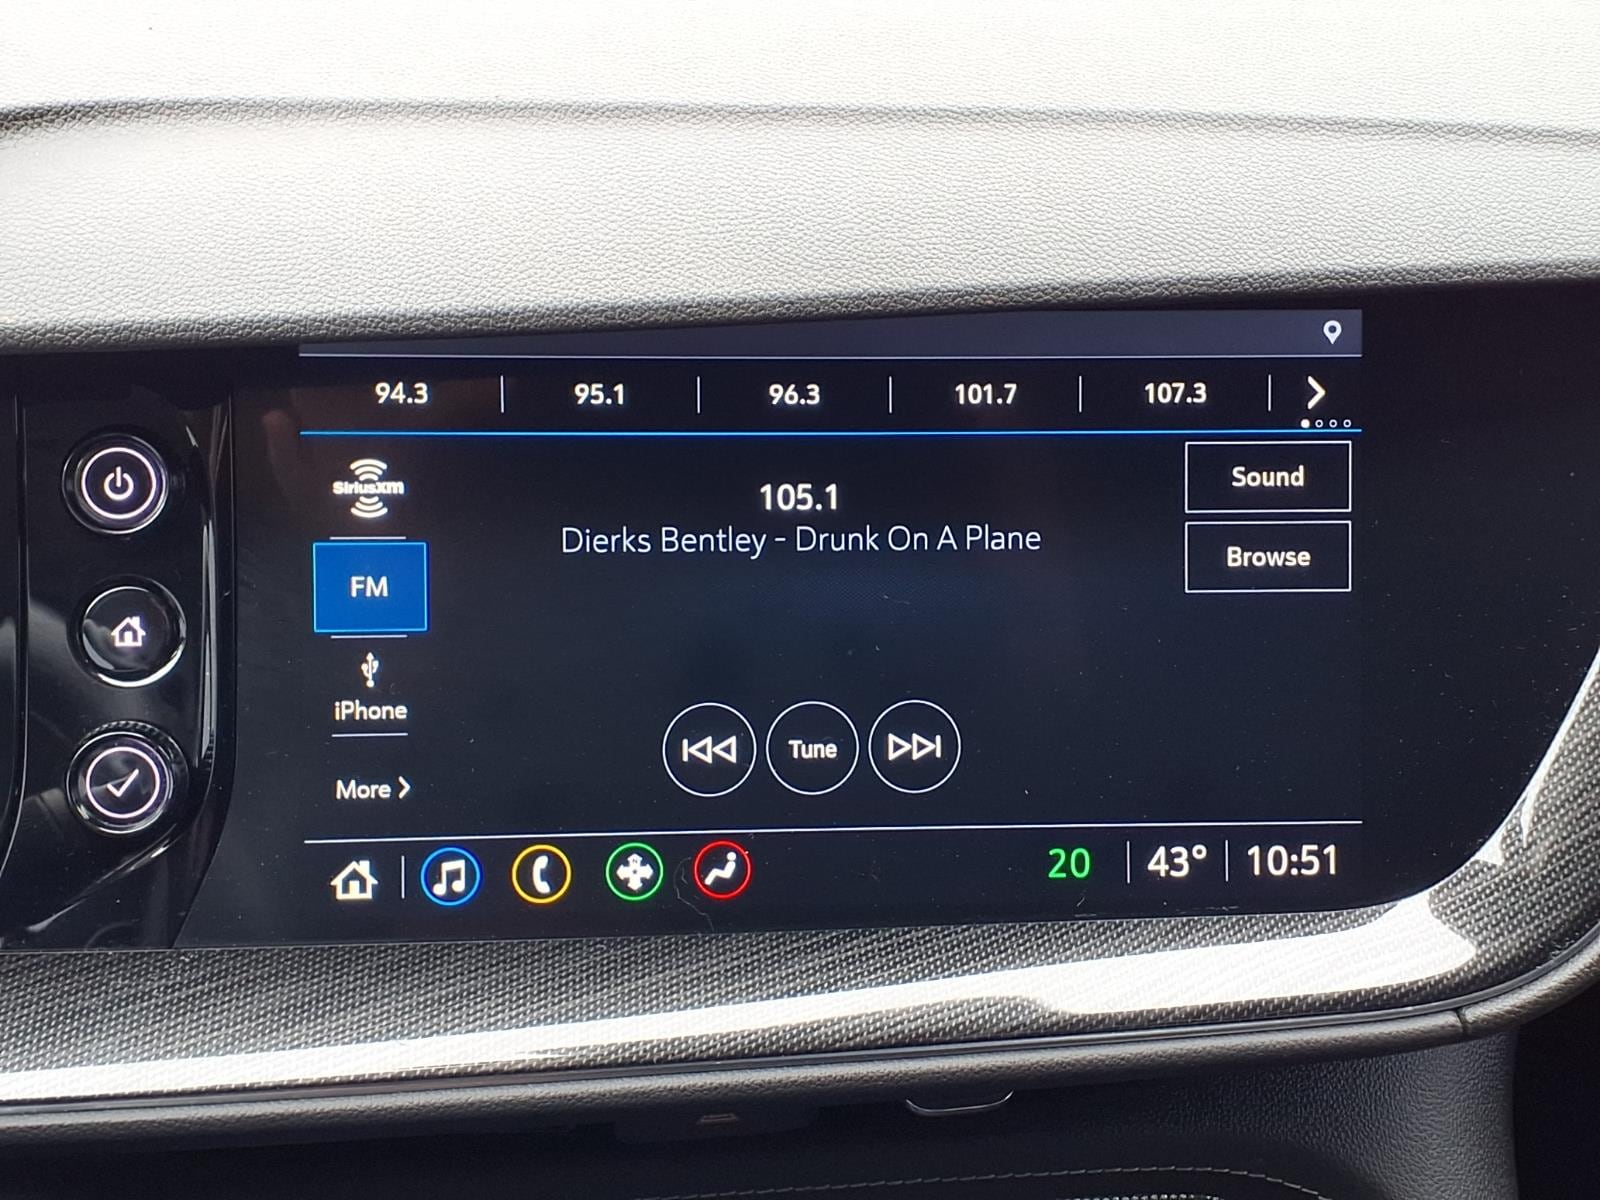 94.3 95.1 96.3 101.7 107.3
SiriusXM
105.1
Dierks Bentley - Drunk On A Plane
Sound
Browse
FM
iPhone
Tune
More
20 43° 10:51